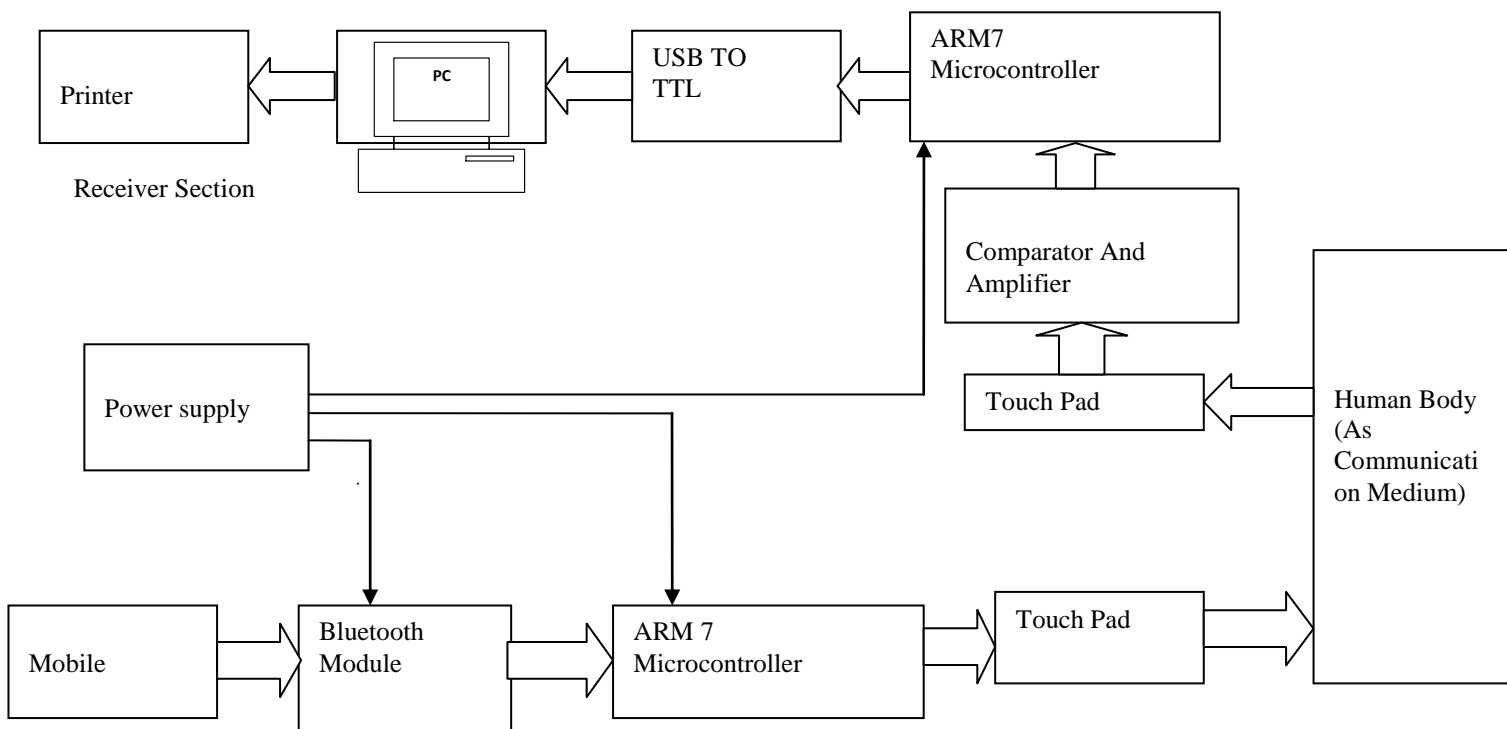 Printer
PC
USB TO
TTL
ARM7
Microcontroller
Receiver Section
Comparator And
Amplifier
Power supply
Touch Pad
Human Body
(As
Communicati
on Medium)
Mobile
Bluetooth
Module
ARM 7
Microcontroller
Touch Pad